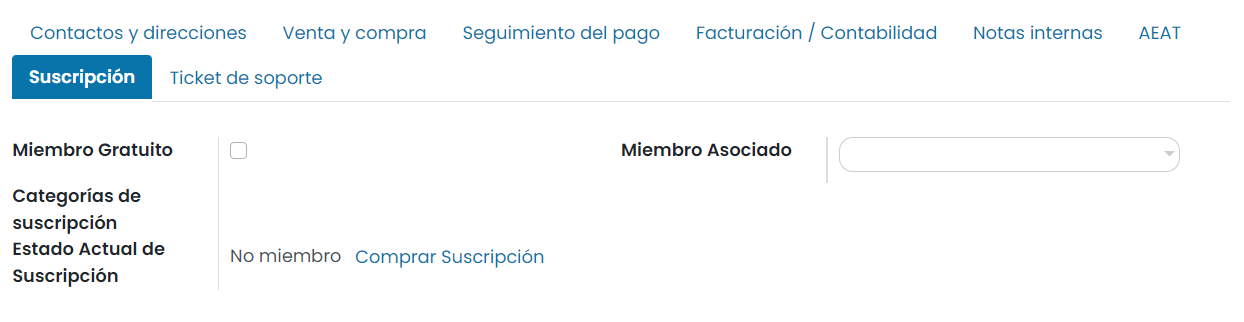 Contactos y direcciones Venta y compra Seguimiento del pago Facturación / Contabilidad Notas internas AEAT
Suscripción Ticket de soporte
Miembro Gratuito Miembro Asociado
Categorías de
suscripción
Estado Actual de
Suscripción
No miembro Comprar Suscripción